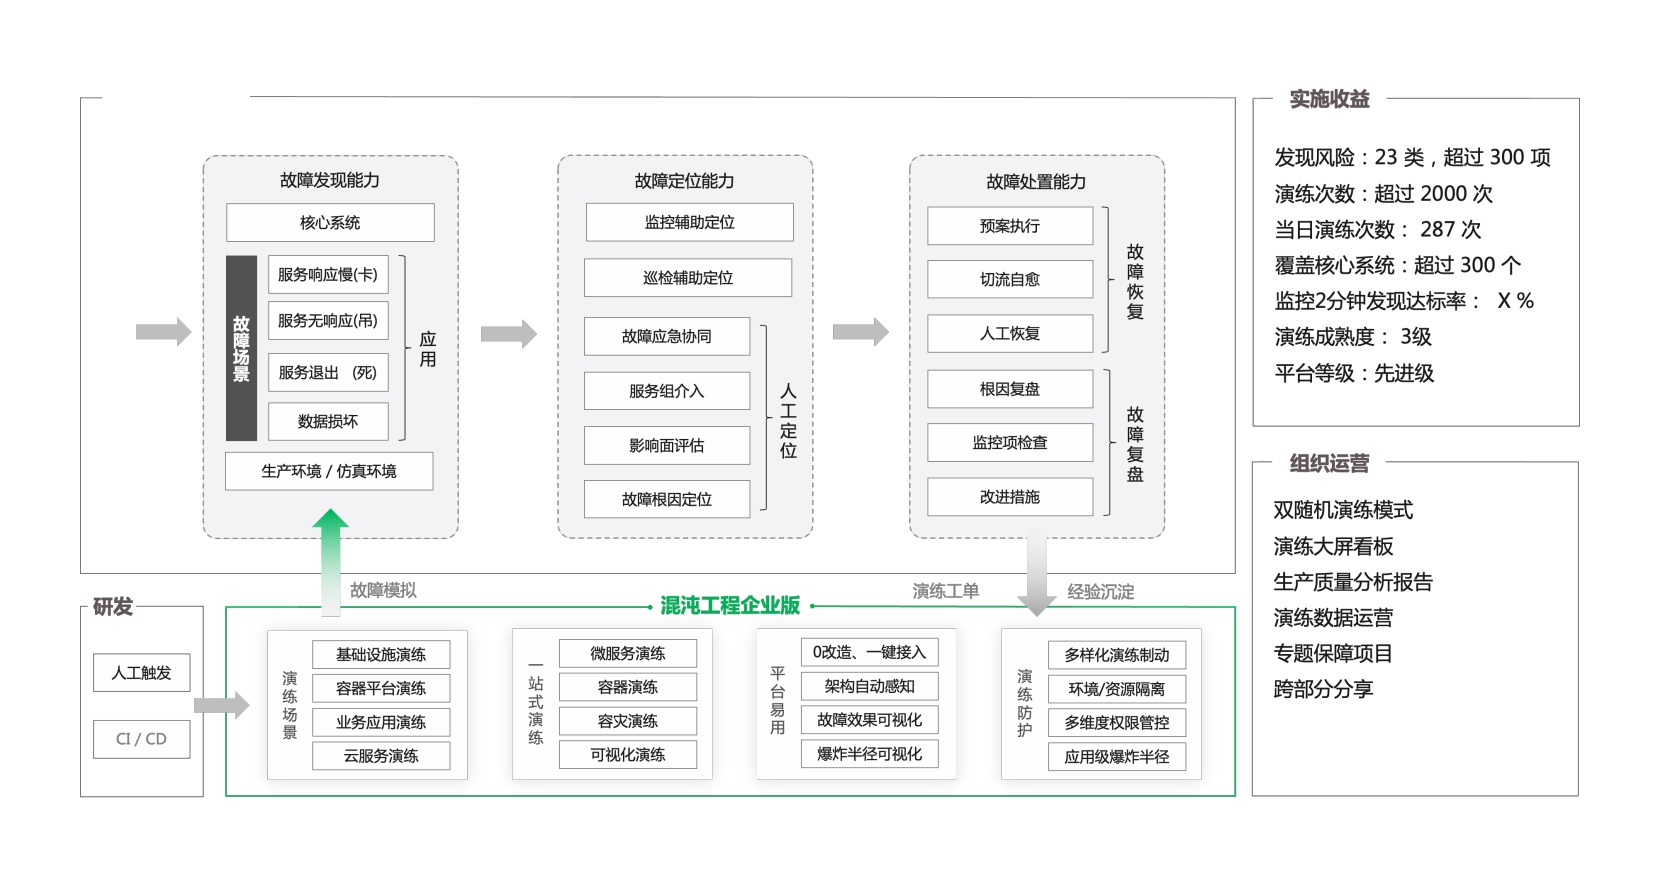 故障发现能力
核心系统
故障场景
服务响应慢(卡)
服务无响应(吊)
服务退出 (死)
数据损坏
应用
生产环境 / 仿真环境
故障定位能力
监控辅助定位
巡检辅助定位
故障应急协同
服务组介入
影响面评估
故障根因定位
人工定位
故障处置能力
预案执行
切流自愈
人工恢复
故障恢复
根因复盘
监控项检查
改进措施
故障复盘
故障模拟
演练工单
经验沉淀
研发
人工触发
CI / CD
混沌工程企业版
演练场景
基础设施演练
容器平台演练
业务应用演练
云服务演练
一站式演练
微服务演练
容器演练
容灾演练
可视化演练
平台易用
0改造、一键接入
架构自动感知
故障效果可视化
爆炸半径可视化
演练防护
多样化演练制动
环境/资源隔离
多维度权限管控
应用级爆炸半径
实施收益
发现风险：23 类，超过 300 项
演练次数：超过 2000 次
当日演练次数： 287 次
覆盖核心系统：超过 300 个
监控2分钟发现达标率： X %
演练成熟度： 3级
平台等级：先进级
组织运营
双随机演练模式
演练大屏看板
生产质量分析报告
演练数据运营
专题保障项目
跨部分分享